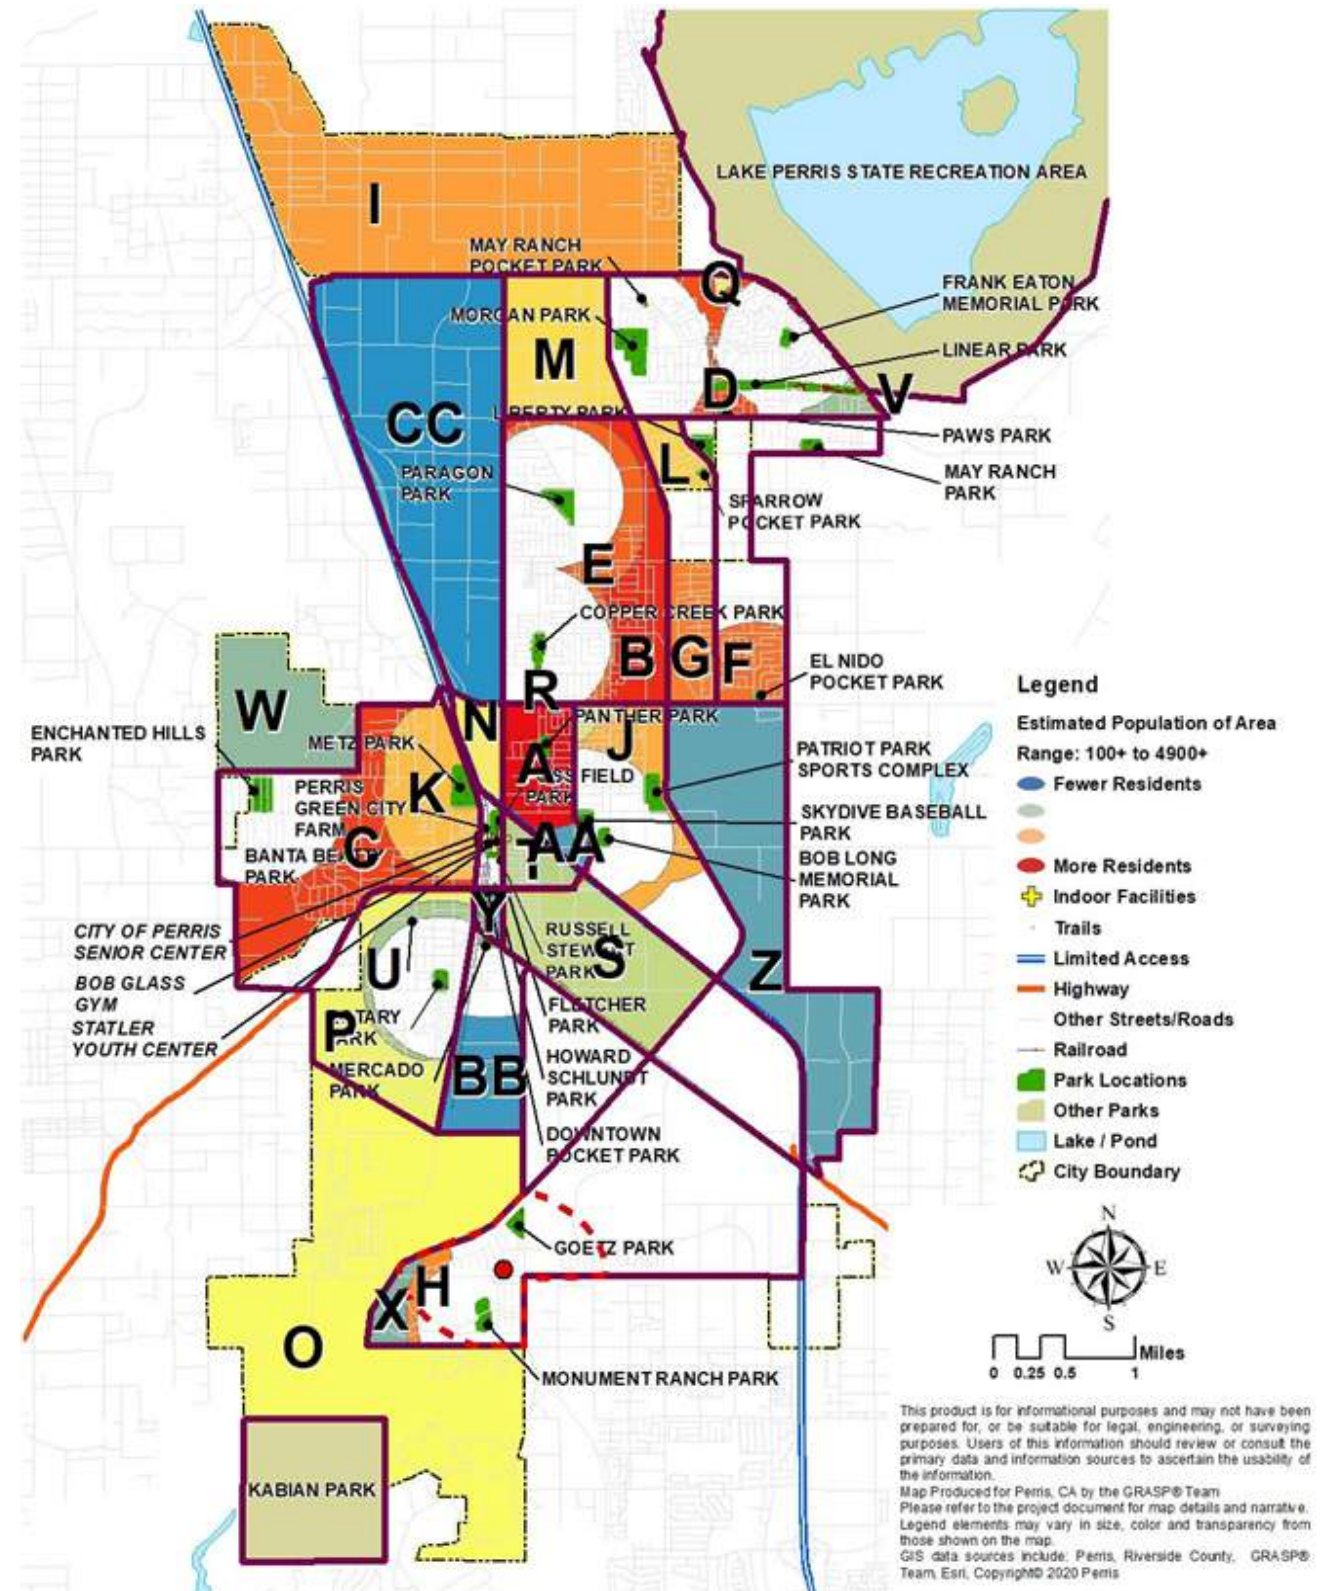 I
LAKE PERRIS STATE RECREATION AREA
MAY RANCH
POCKET PARK
Q
FRANK EATON
MEMORIAL PARK
MORGAN PARK
M
LINEAR PARK
D
V
LIBERTY PARK
CC
PAWS PARK
L
PARAGON
PARK
MAY RANCH
PARK
SPARROW
POCKET PARK
E
COPPER CREEK PARK
B
G
F
EL NIDO
POCKET PARK
R
W
N
PANTHER PARK
ENCHANTED HILLS
PARK
METZ PARK
J
PATRIOT PARK
SPORTS COMPLEX
A
SS FIELD
PARK
K
PERRIS
GREEN CITY
FARM
SKYDIVE BASEBALL
PARK
C
T
AA
BANTA BEATTY
PARK
BOB LONG
MEMORIAL
PARK
Y
CITY OF PERRIS
SENIOR CENTER
RUSSELL
STEWART
PARK
S
U
Z
BOB GLASS
GYM
FLETCHER
PARK
STATLER
YOUTH CENTER
P
TARY
ARK
MERCADO
PARK
BB
HOWARD
SCHLUNDT
PARK
DOWNTOWN
POCKET PARK
GOETZ PARK
H
X
O
MONUMENT RANCH PARK
KABIAN PARK
Legend
Estimated Population of Area
Range: 100+ to 4900+
Fewer Residents
More Residents
Indoor Facilities
Trails
Limited Access
Highway
Other Streets/Roads
Railroad
Park Locations
Other Parks
Lake / Pond
City Boundary
N
W E
S
Miles
0 0.25 0.5 1
This product is for informational purposes and may not have been
prepared for, or be suitable for legal, engineering, or surveying
purposes. Users of this information should review or consult the
primary data and information sources to ascertain the usability of
the information.
Map Produced for Perris, CA by the GRASP® Team
Please refer to the project document for map details and narrative.
Legend elements may vary in size, color and transparency from
those shown on the map.
GIS data sources include: Perris, Riverside County, GRASP®
Team, Esri, Copyright© 2020 Perris